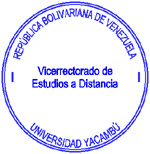 REPÚBLICA BOLIVARIANA DE VENEZUELA
Vicerrectorado de
Estudios a Distancia
UNIVERSIDAD YACAMBÚ